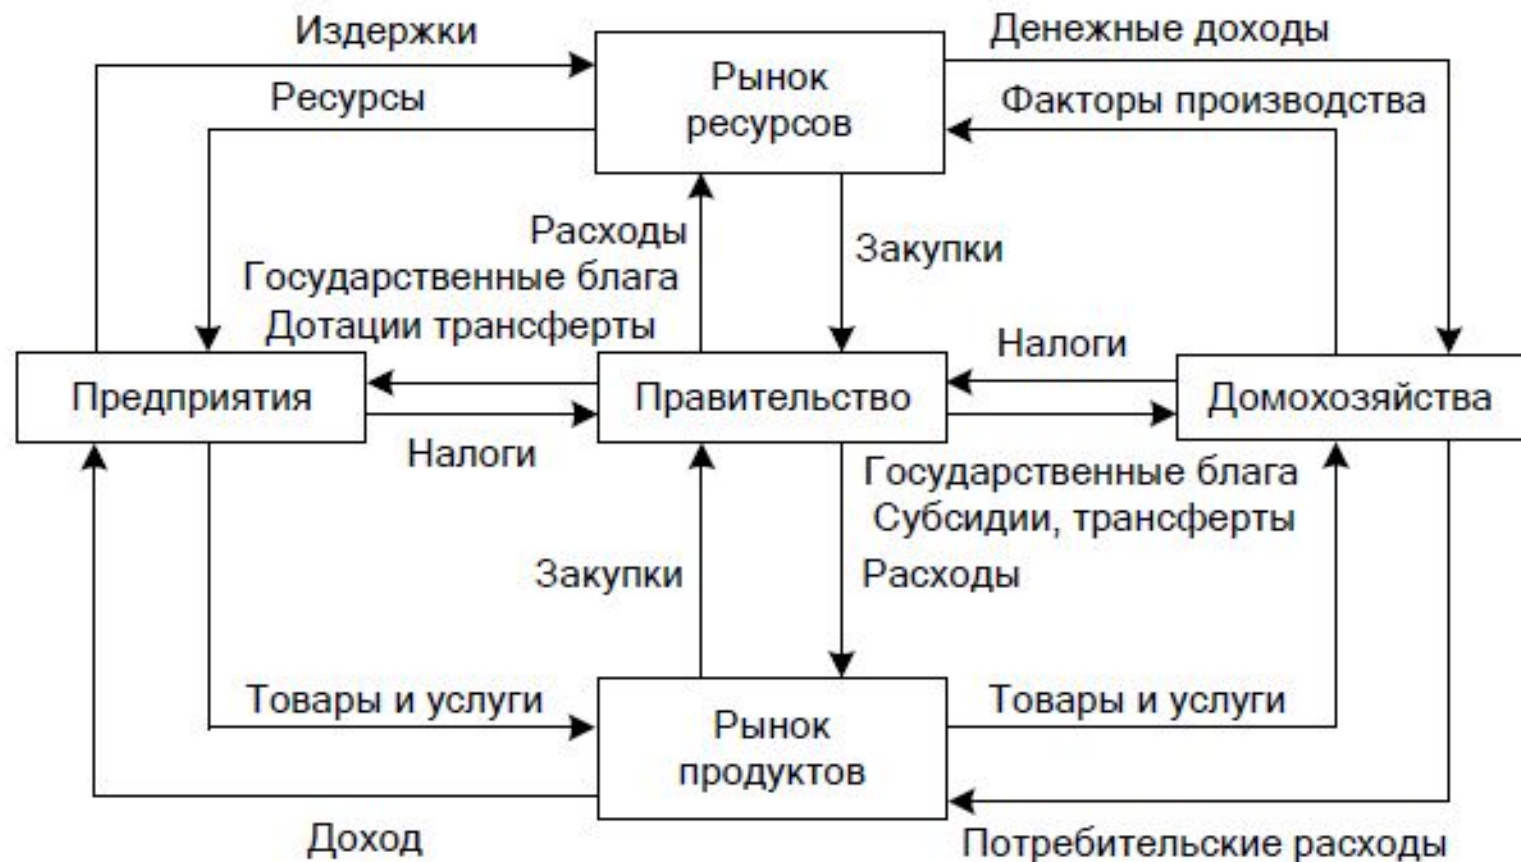 Издержки
Денежные доходы
Рынок
ресурсов
Ресурсы
Факторы производства
Расходы
Закупки
Государственные блага
Дотации трансферты
Налоги
Предприятия
Правительство
Домохозяйства
Налоги
Государственные блага
Субсидии, трансферты
Закупки
Расходы
Товары и услуги
Рынок
продуктов
Товары и услуги
Доход
Потребительские расходы